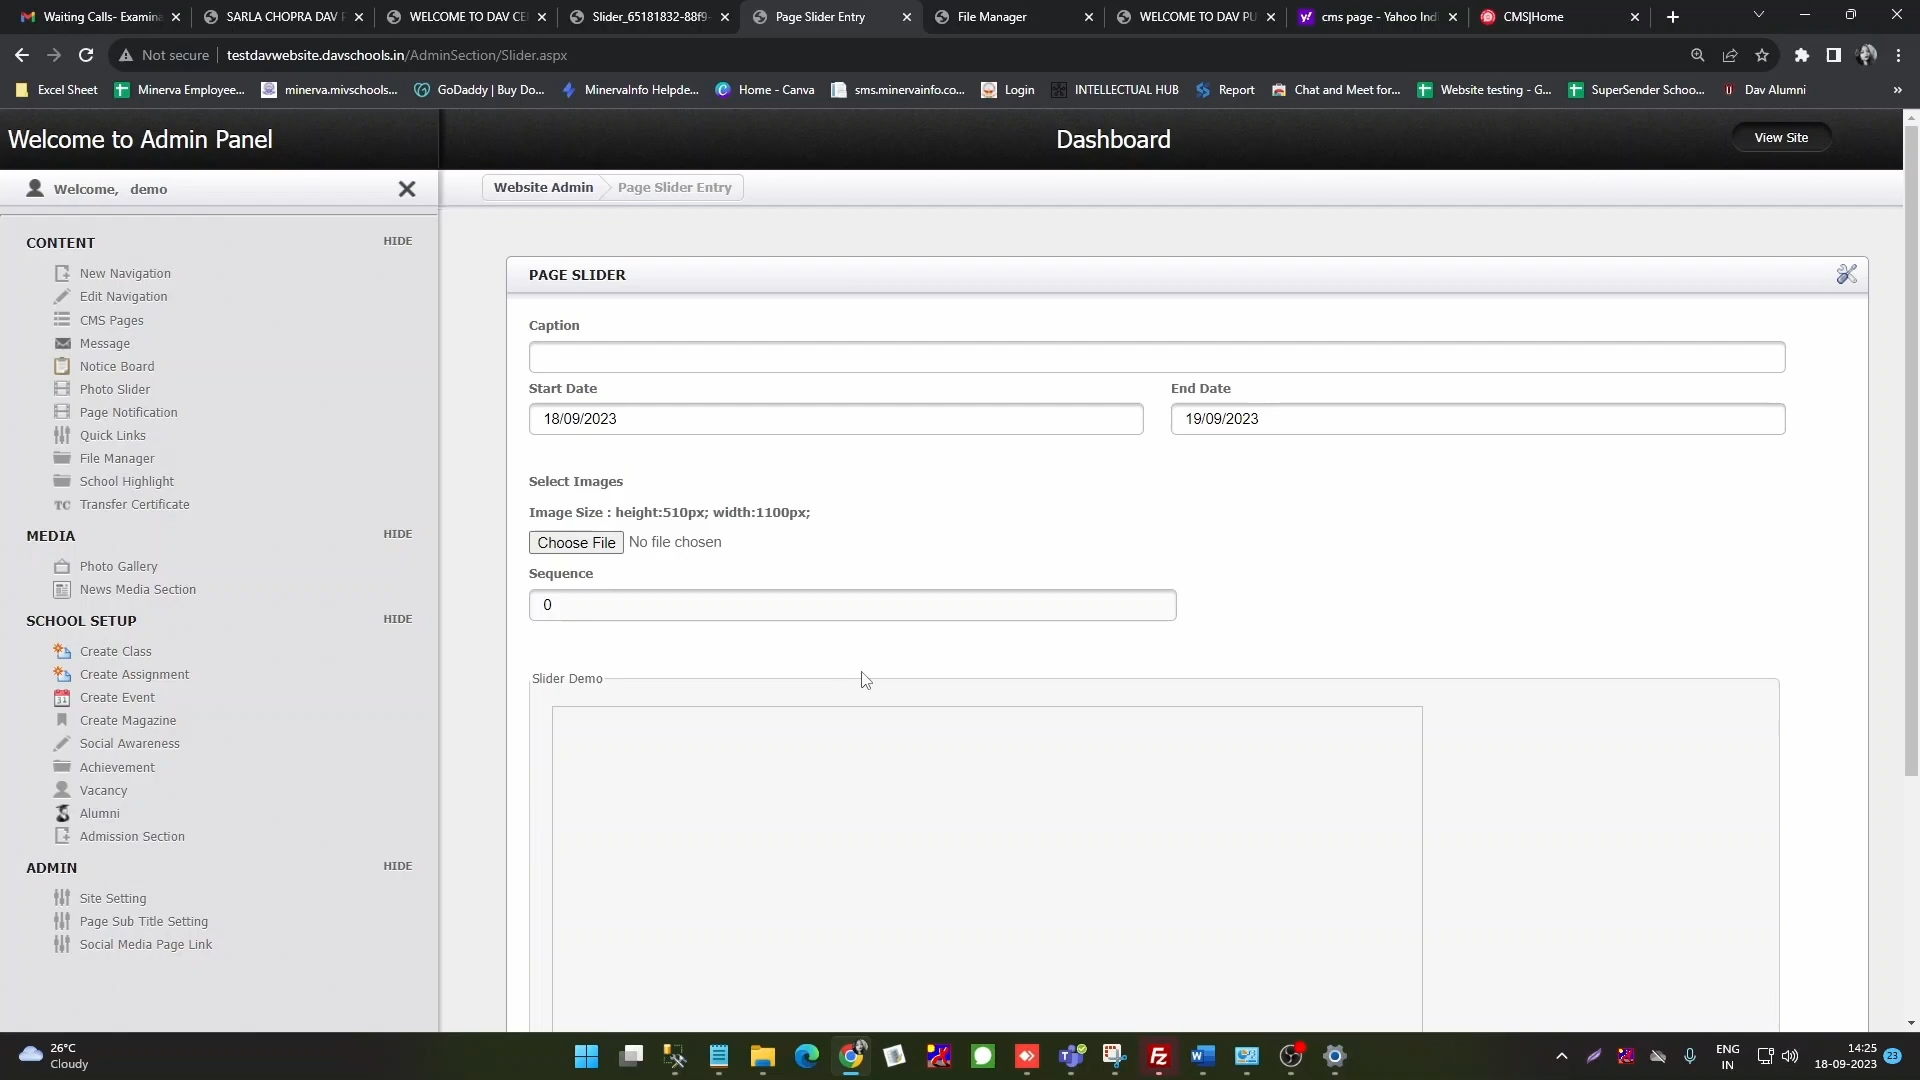 Waiting Calls- Examina
SARLA CHOPRA DAV P
WELCOME TO DAV CEN
Slider_65181832-88f9-
Page Slider Entry
File Manager
WELCOME TO DAV PU
cms page - Yahoo Indi
CMS|Home
Not secure
testdavwebsite.davschools.in/AdminSection/Slider.aspx
Excel Sheet
Minerva Employee...
minerva.mivschools...
GoDaddy | Buy Do...
MinervaInfo Helpde...
Home - Canva
sms.minervainfo.co...
Login
INTELLECTUAL HUB
Report
Chat and Meet for...
Website testing - G...
SuperSender Schoo...
Dav Alumni
Welcome to Admin Panel
Dashboard
View Site
Welcome, demo
Website Admin
Page Slider Entry
CONTENT
HIDE
New Navigation
Edit Navigation
CMS Pages
Message
Notice Board
Photo Slider
Page Notification
Quick Links
File Manager
School Highlight
TC Transfer Certificate
MEDIA
HIDE
Photo Gallery
News Media Section
SCHOOL SETUP
HIDE
Create Class
Create Assignment
Create Event
Create Magazine
Social Awareness
Achievement
Vacancy
Alumni
Admission Section
ADMIN
HIDE
Site Setting
Page Sub Title Setting
Social Media Page Link
PAGE SLIDER
Caption
Start Date
End Date
18/09/2023
19/09/2023
Select Images
Image Size : height:510px; width:1100px;
Choose File No file chosen
Sequence
0
Slider Demo
26°C
Cloudy
ENG
IN
14:25
18-09-2023
23